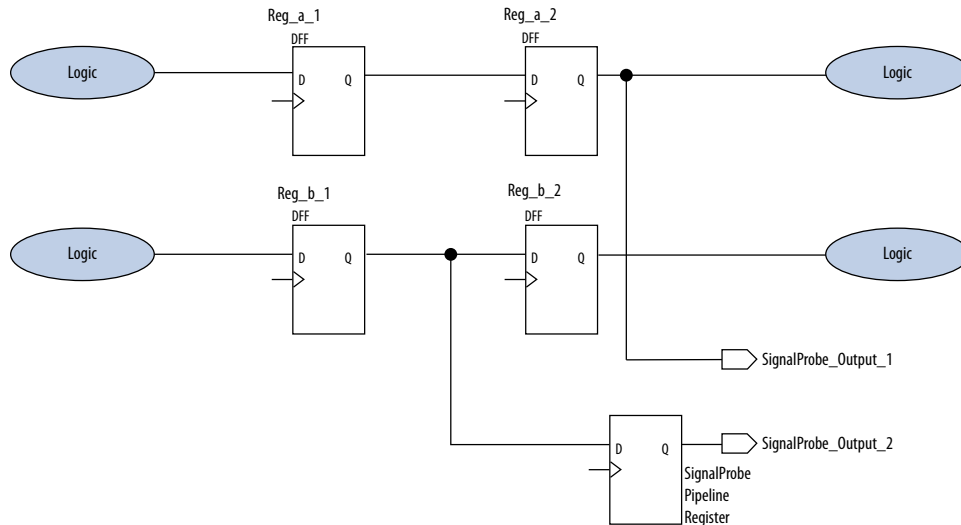 Reg_a_1
Reg_a_2
DFF
DFF
Logic
D
Q
D
Q
Logic
Reg_b_1
Reg_b_2
DFF
DFF
Logic
D
Q
D
Q
Logic
SignalProbe_Output_1
D
Q
SignalProbe_Output_2
SignalProbe
Pipeline
Register